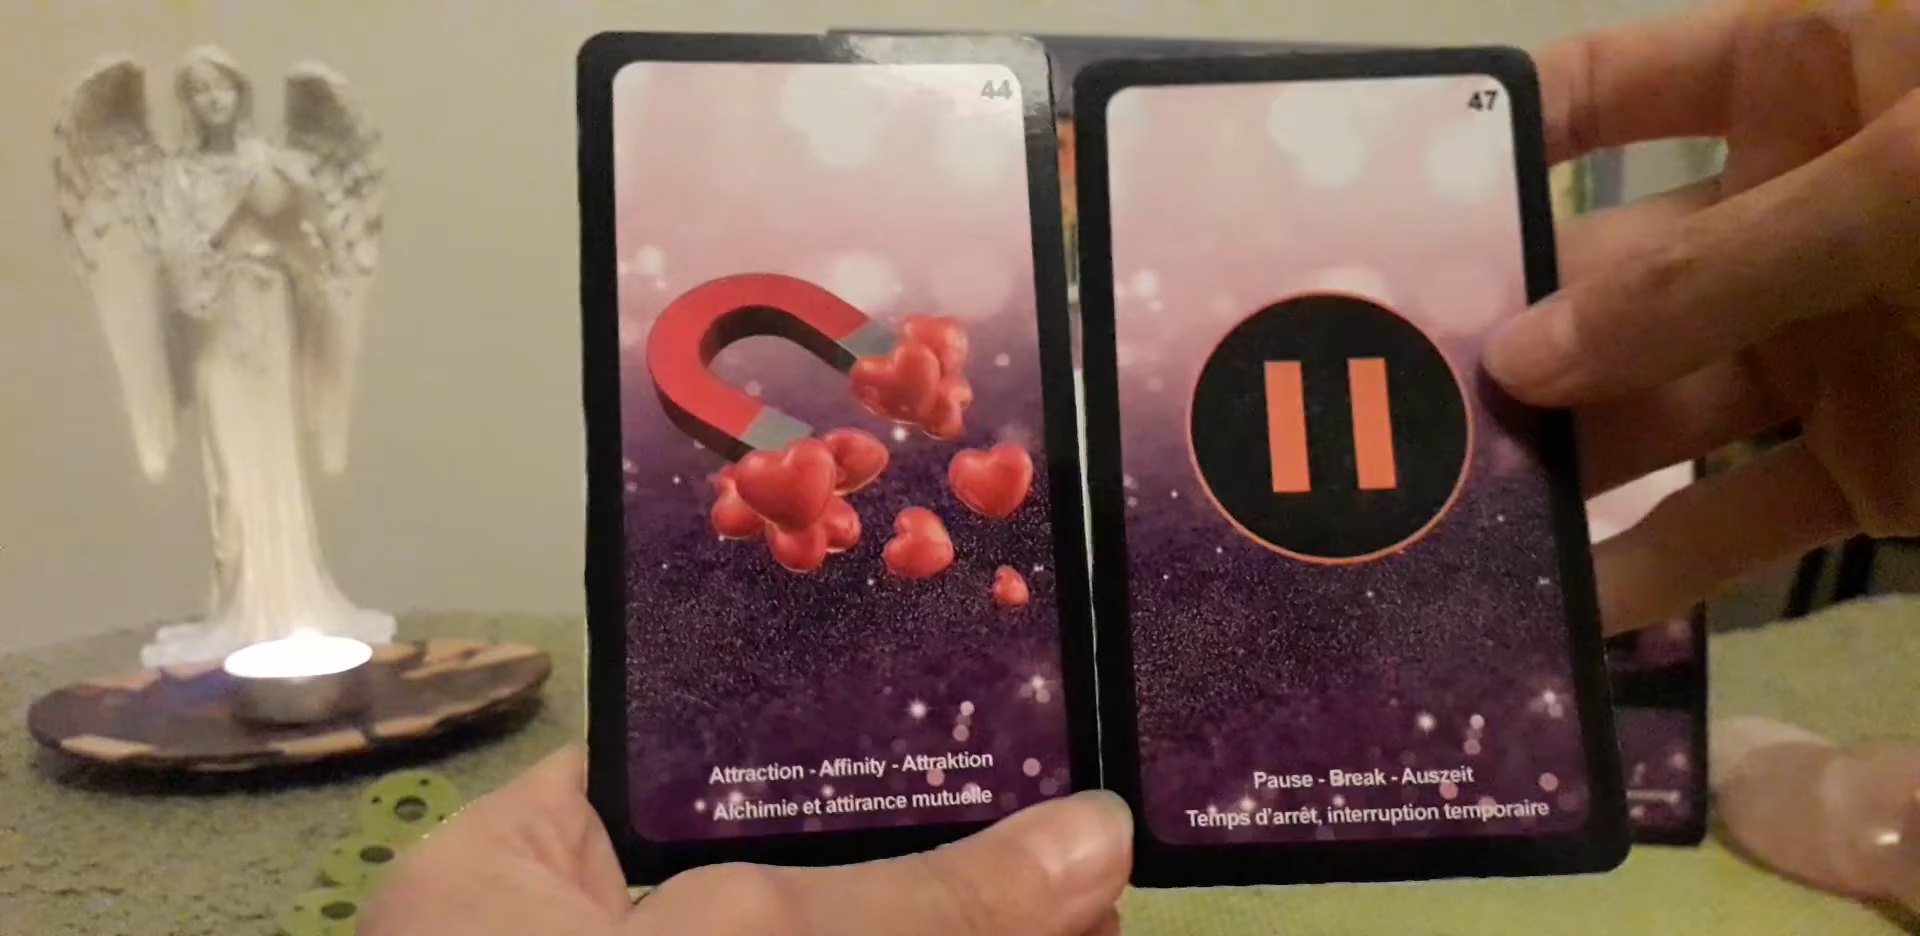 44
Attraction - Affinity - Attraktion
Alchimie et attirance mutuelle
47
Pause - Break - Auszeit
Temps d'arrêt, interruption temporaire